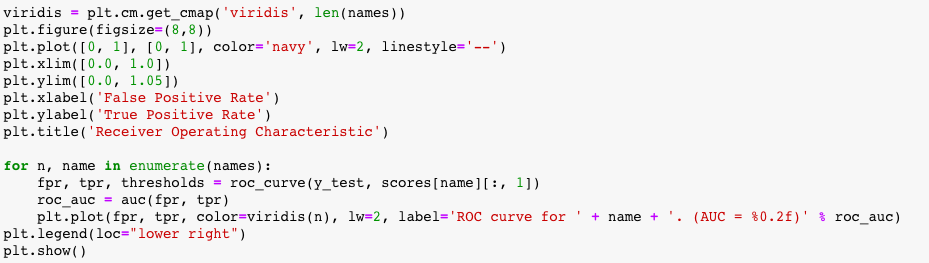 viridis = plt.cm.get_cmap('viridis', len(names))
plt.figure(figsize=(8,8))
plt.plot([0, 1], [0, 1], color='navy', lw=2, linestyle='--')
plt.xlim([0.0, 1.0])
plt.ylim([0.0, 1.05])
plt.xlabel('False Positive Rate')
plt.ylabel('True Positive Rate')
plt.title('Receiver Operating Characteristic')

for n, name in enumerate(names):
    fpr, tpr, thresholds = roc_curve(y_test, scores[name][:, 1])
    roc_auc = auc(fpr, tpr)
    plt.plot(fpr, tpr, color=viridis(n), lw=2, label='ROC curve for ' + name + '. (AUC = %0.2f)' % roc_auc)
plt.legend(loc="lower right")
plt.show()